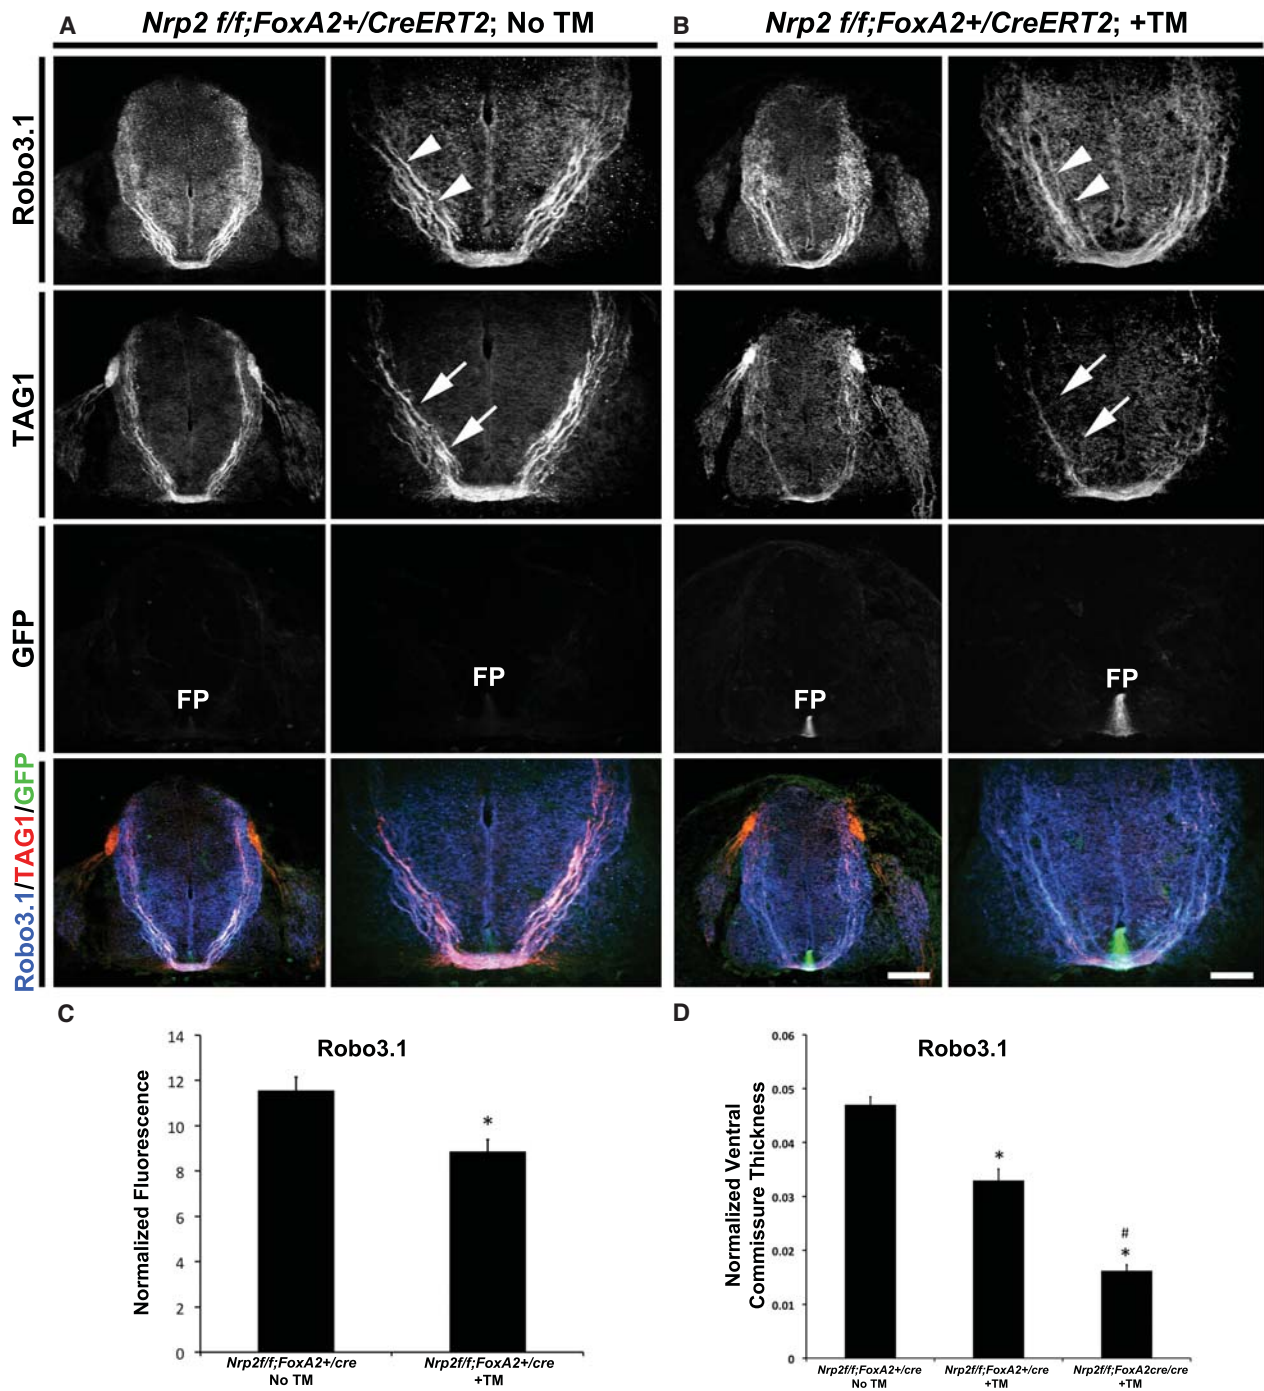 A
Nrp2 f/f;FoxA2+/CreERT2; No TM
B
Nrp2 f/f;FoxA2+/CreERT2; +TM
Robo3.1
TAG1
GFP
FP
FP
FP
FP
Robo3.1/TAG1/GFP
C
Robo3.1
Normalized Fluorescence
14
12
10
8
6
4
2
0
*
Nrp2f/f;FoxA2+/cre
No TM
Nrp2f/f;FoxA2+/cre
+TM
D
Robo3.1
Normalized Ventral
Commissure Thickness
0.06
0.05
0.04
0.03
0.02
0.01
0
*
#
*
Nrp2f/f;FoxA2+/cre
No TM
Nrp2f/f;FoxA2+/cre
+TM
Nrp2f/f;FoxA2cre/cre
+TM